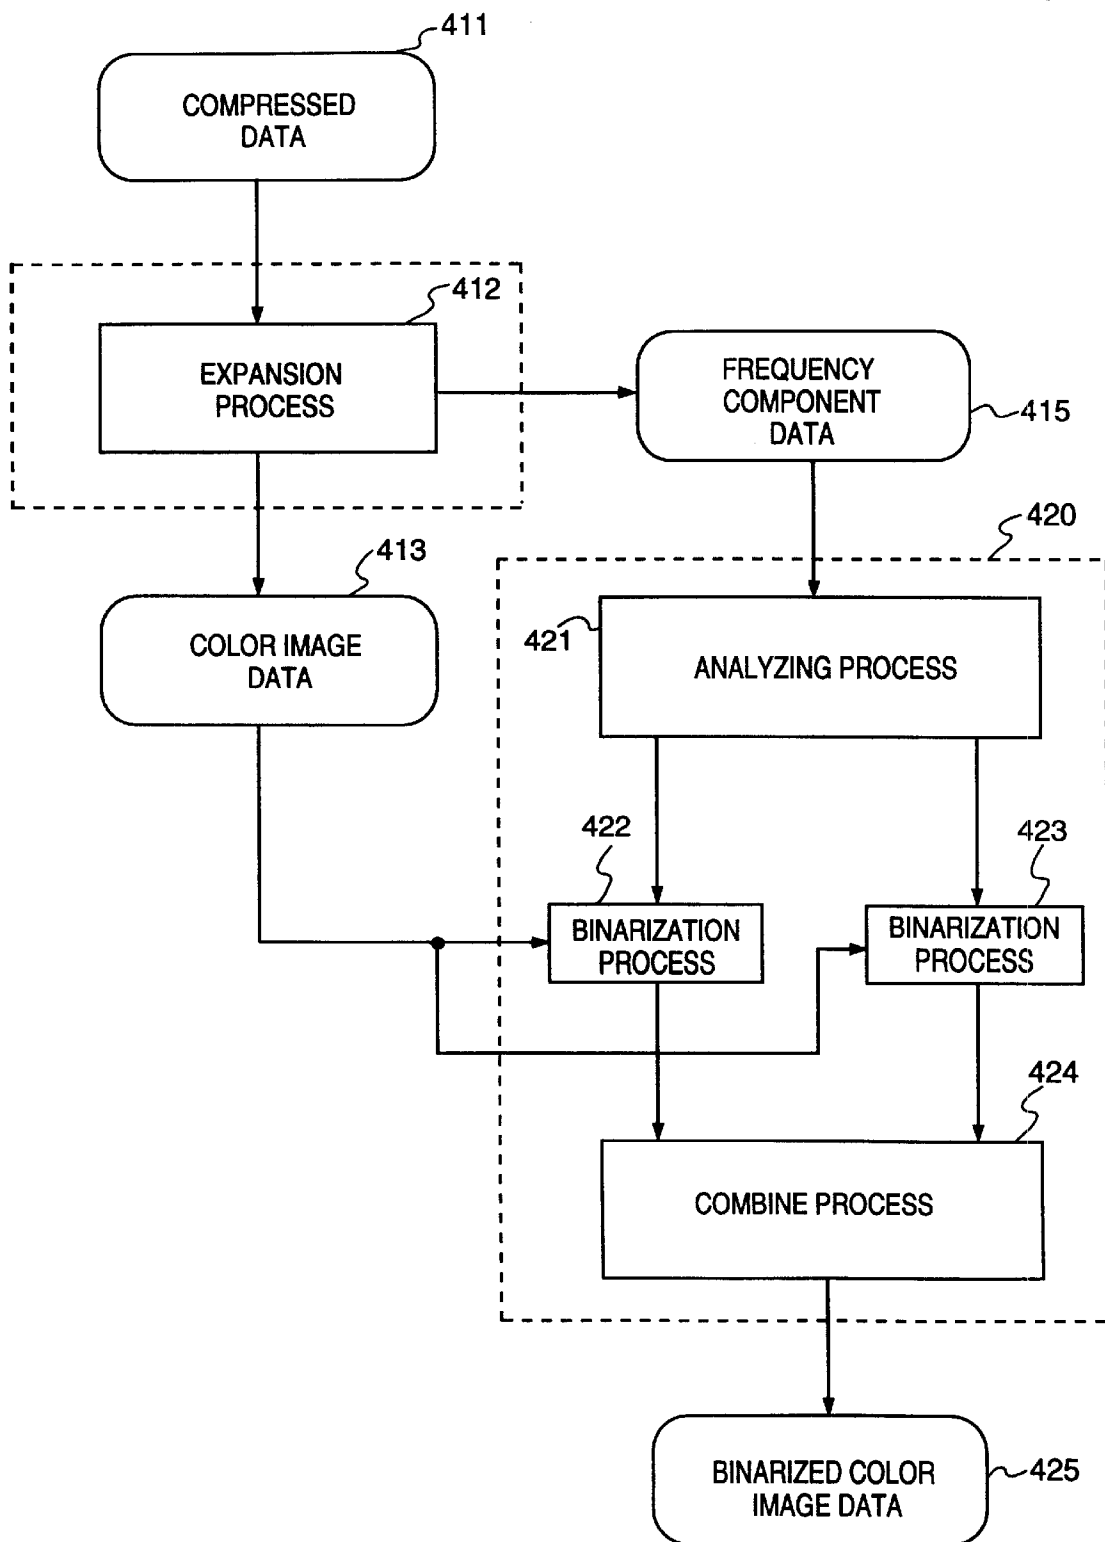 411
COMPRESSED
DATA
412
EXPANSION
PROCESS
FREQUENCY
COMPONENT
DATA
415
420
413
COLOR IMAGE
DATA
421
ANALYZING PROCESS
422
423
BINARIZATION
PROCESS
BINARIZATION
PROCESS
424
COMBINE PROCESS
BINARIZED COLOR
IMAGE DATA
425